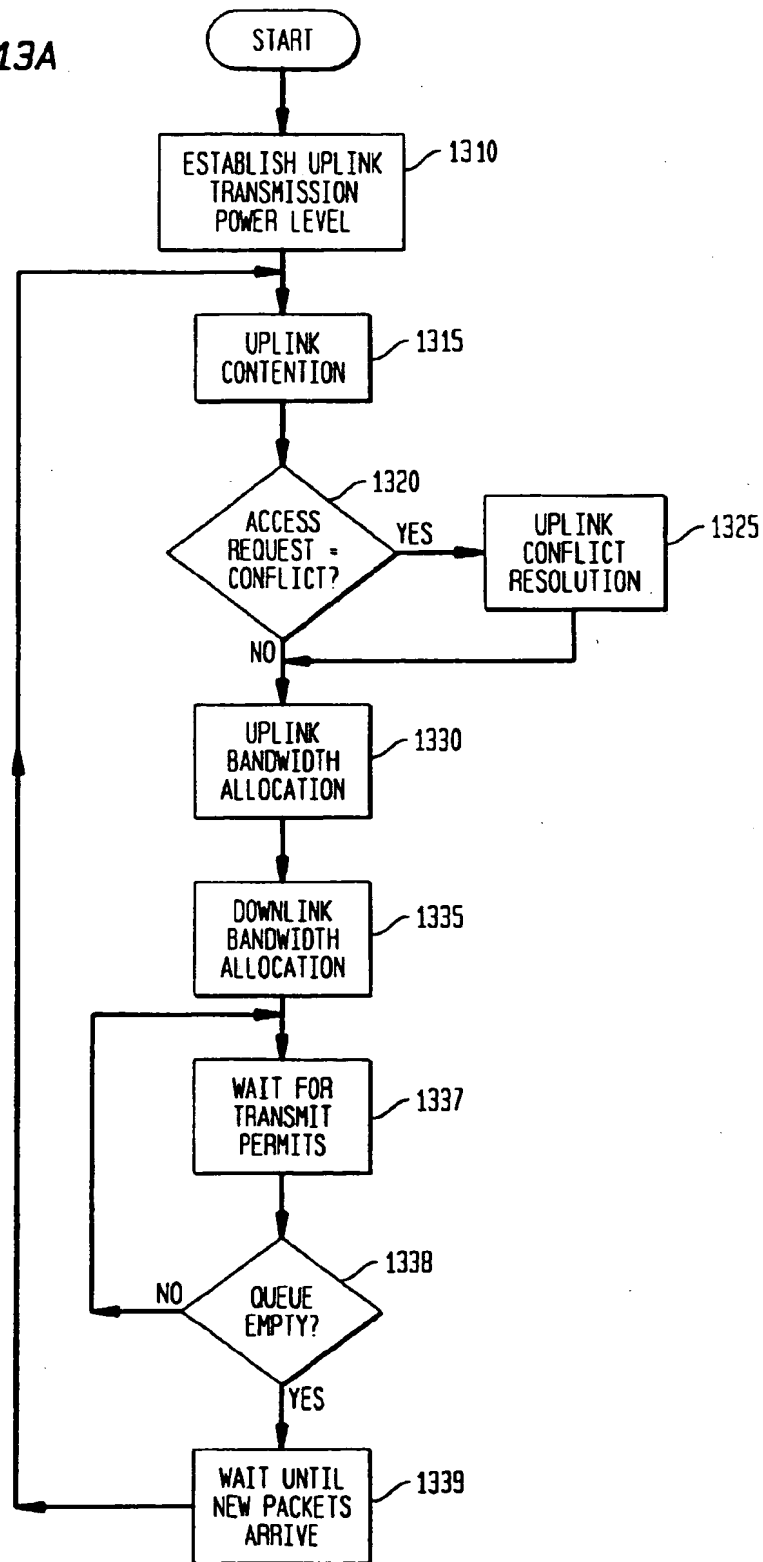 13A
START
ESTABLISH UPLINK
TRANSMISSION
POWER LEVEL
1310
UPLINK
CONTENTION
1315
ACCESS
REQUEST =
CONFLICT?
1320
YES
UPLINK
CONFLICT
RESOLUTION
1325
NO
UPLINK
BANDWIDTH
ALLOCATION
1330
DOWNLINK
BANDWIDTH
ALLOCATION
1335
WAIT FOR
TRANSMIT
PERMITS
1337
QUEUE
EMPTY?
1338
NO
YES
WAIT UNTIL
NEW PACKETS
ARRIVE
1339